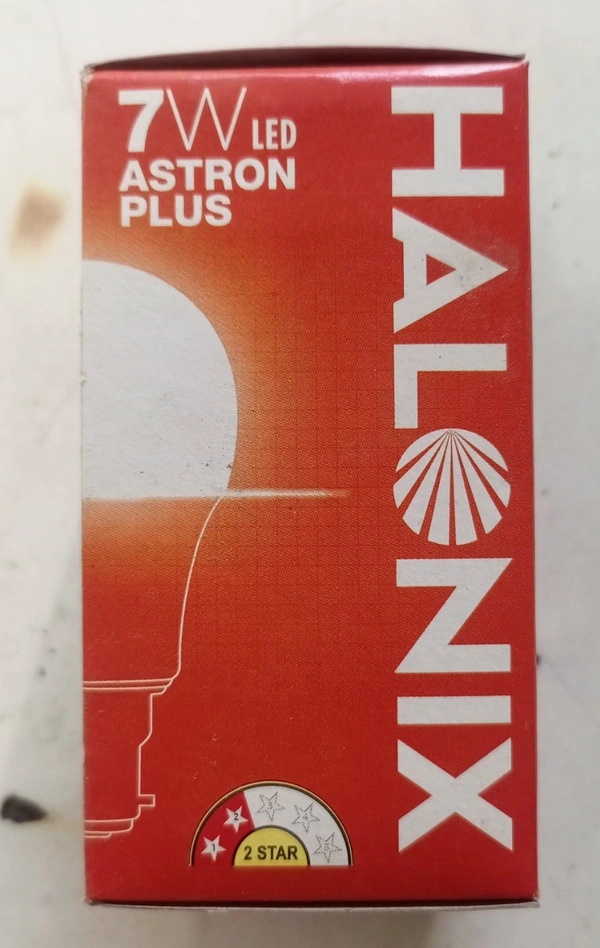 7W LED
ASTRON
PLUS
HALONIX
1 2 3 4 5
2 STAR